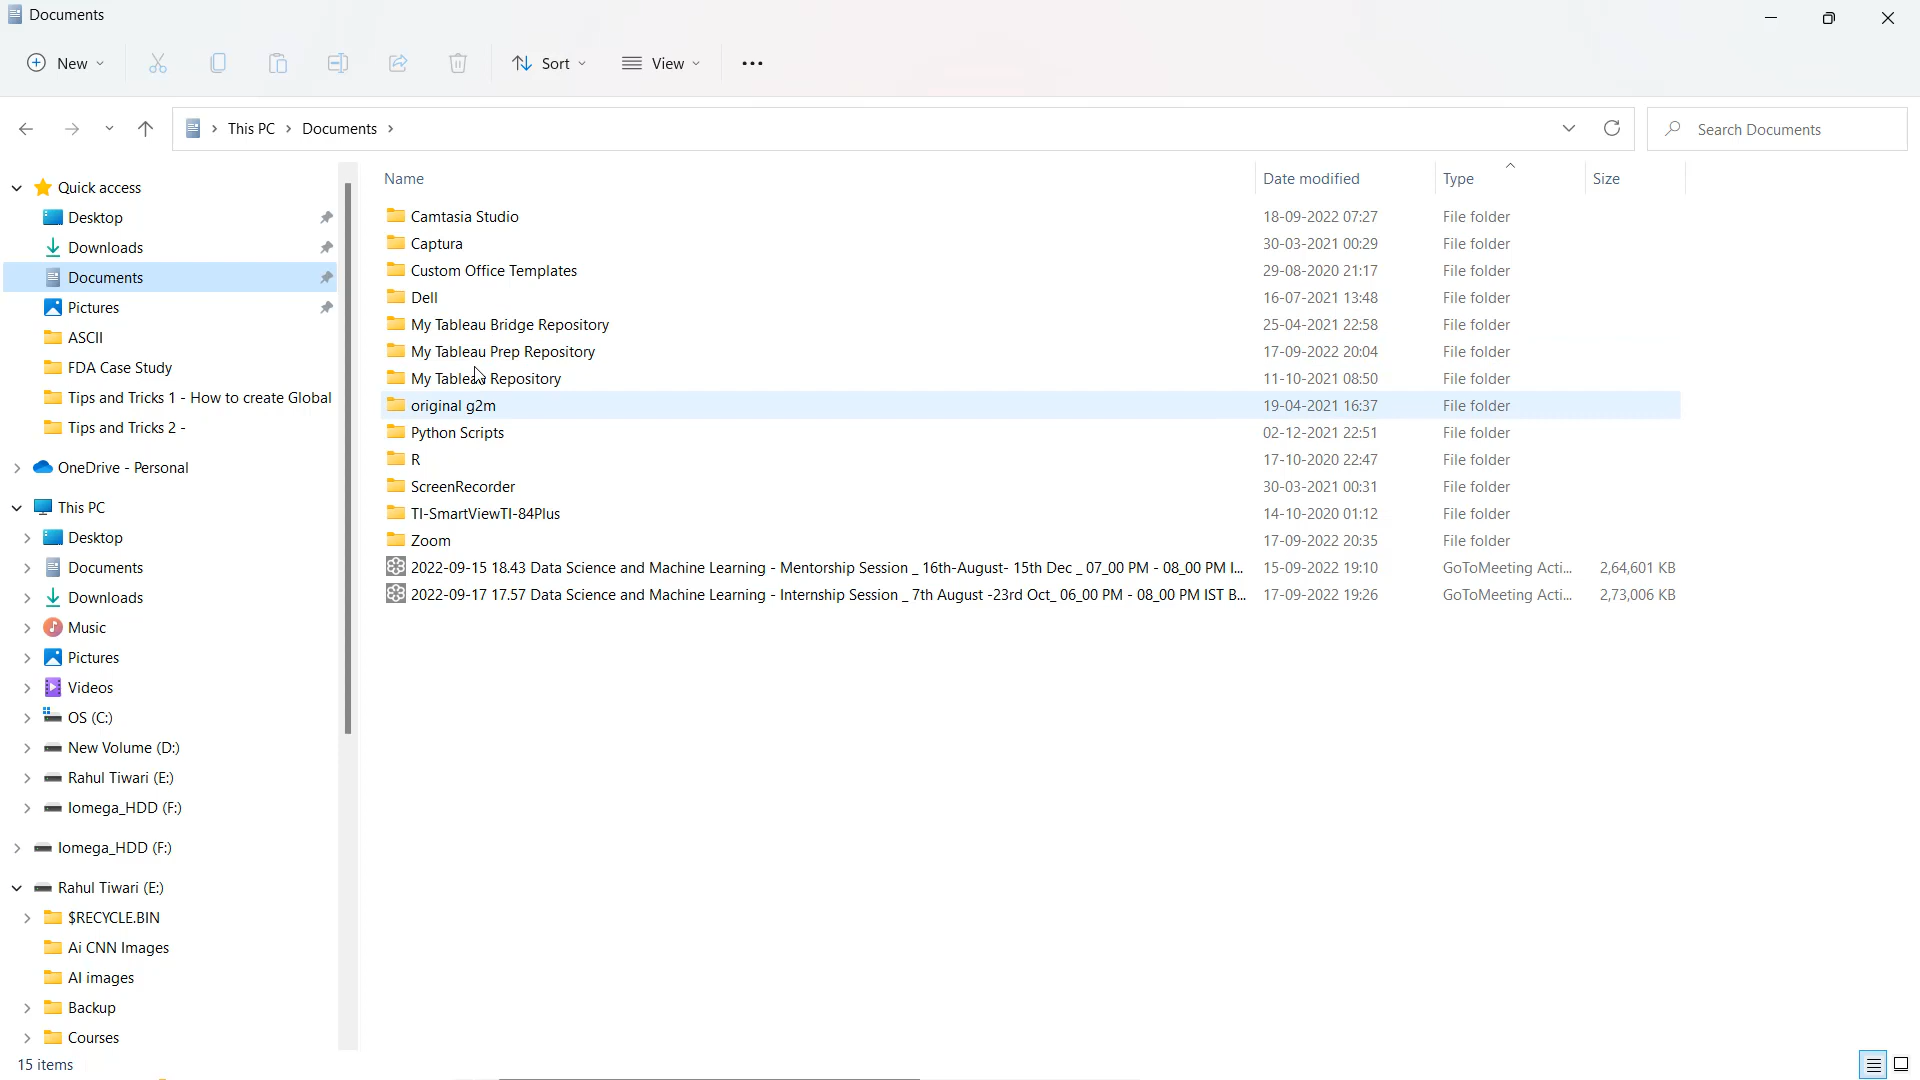 Documents
New
Sort
View
This PC
Documents
Search Documents
Name Date modified Type Size
Quick access
Desktop
Downloads
Documents
Pictures
ASCII
FDA Case Study
Tips and Tricks 1 - How to create Global
Tips and Tricks 2 -
OneDrive - Personal
This PC
Desktop
Documents
Downloads
Music
Pictures
Videos
OS (C:)
New Volume (D:)
Rahul Tiwari (E:)
Iomega_HDD (F:)
Iomega_HDD (F:)
Rahul Tiwari (E:)
$RECYCLE.BIN
Ai CNN Images
AI images
Backup
Courses
Camtasia Studio 18-09-2022 07:27 File folder
Captura 30-03-2021 00:29 File folder
Custom Office Templates 29-08-2020 21:17 File folder
Dell 16-07-2021 13:48 File folder
My Tableau Bridge Repository 25-04-2021 22:58 File folder
My Tableau Prep Repository 17-09-2022 20:04 File folder
My Tableau Repository 11-10-2021 08:50 File folder
original g2m 19-04-2021 16:37 File folder
Python Scripts 02-12-2021 22:51 File folder
R 17-10-2020 22:47 File folder
ScreenRecorder 30-03-2021 00:31 File folder
TI-SmartViewTI-84Plus 14-10-2020 01:12 File folder
Zoom 17-09-2022 20:35 File folder
2022-09-15 18.43 Data Science and Machine Learning - Mentorship Session _ 16th-August- 15th Dec _ 07_00 PM - 08_00 PM I... 15-09-2022 19:10 GoToMeeting Acti... 2,64,601 KB
2022-09-17 17.57 Data Science and Machine Learning - Internship Session _ 7th August -23rd Oct_ 06_00 PM - 08_00 PM IST B... 17-09-2022 19:26 GoToMeeting Acti... 2,73,006 KB
15 items